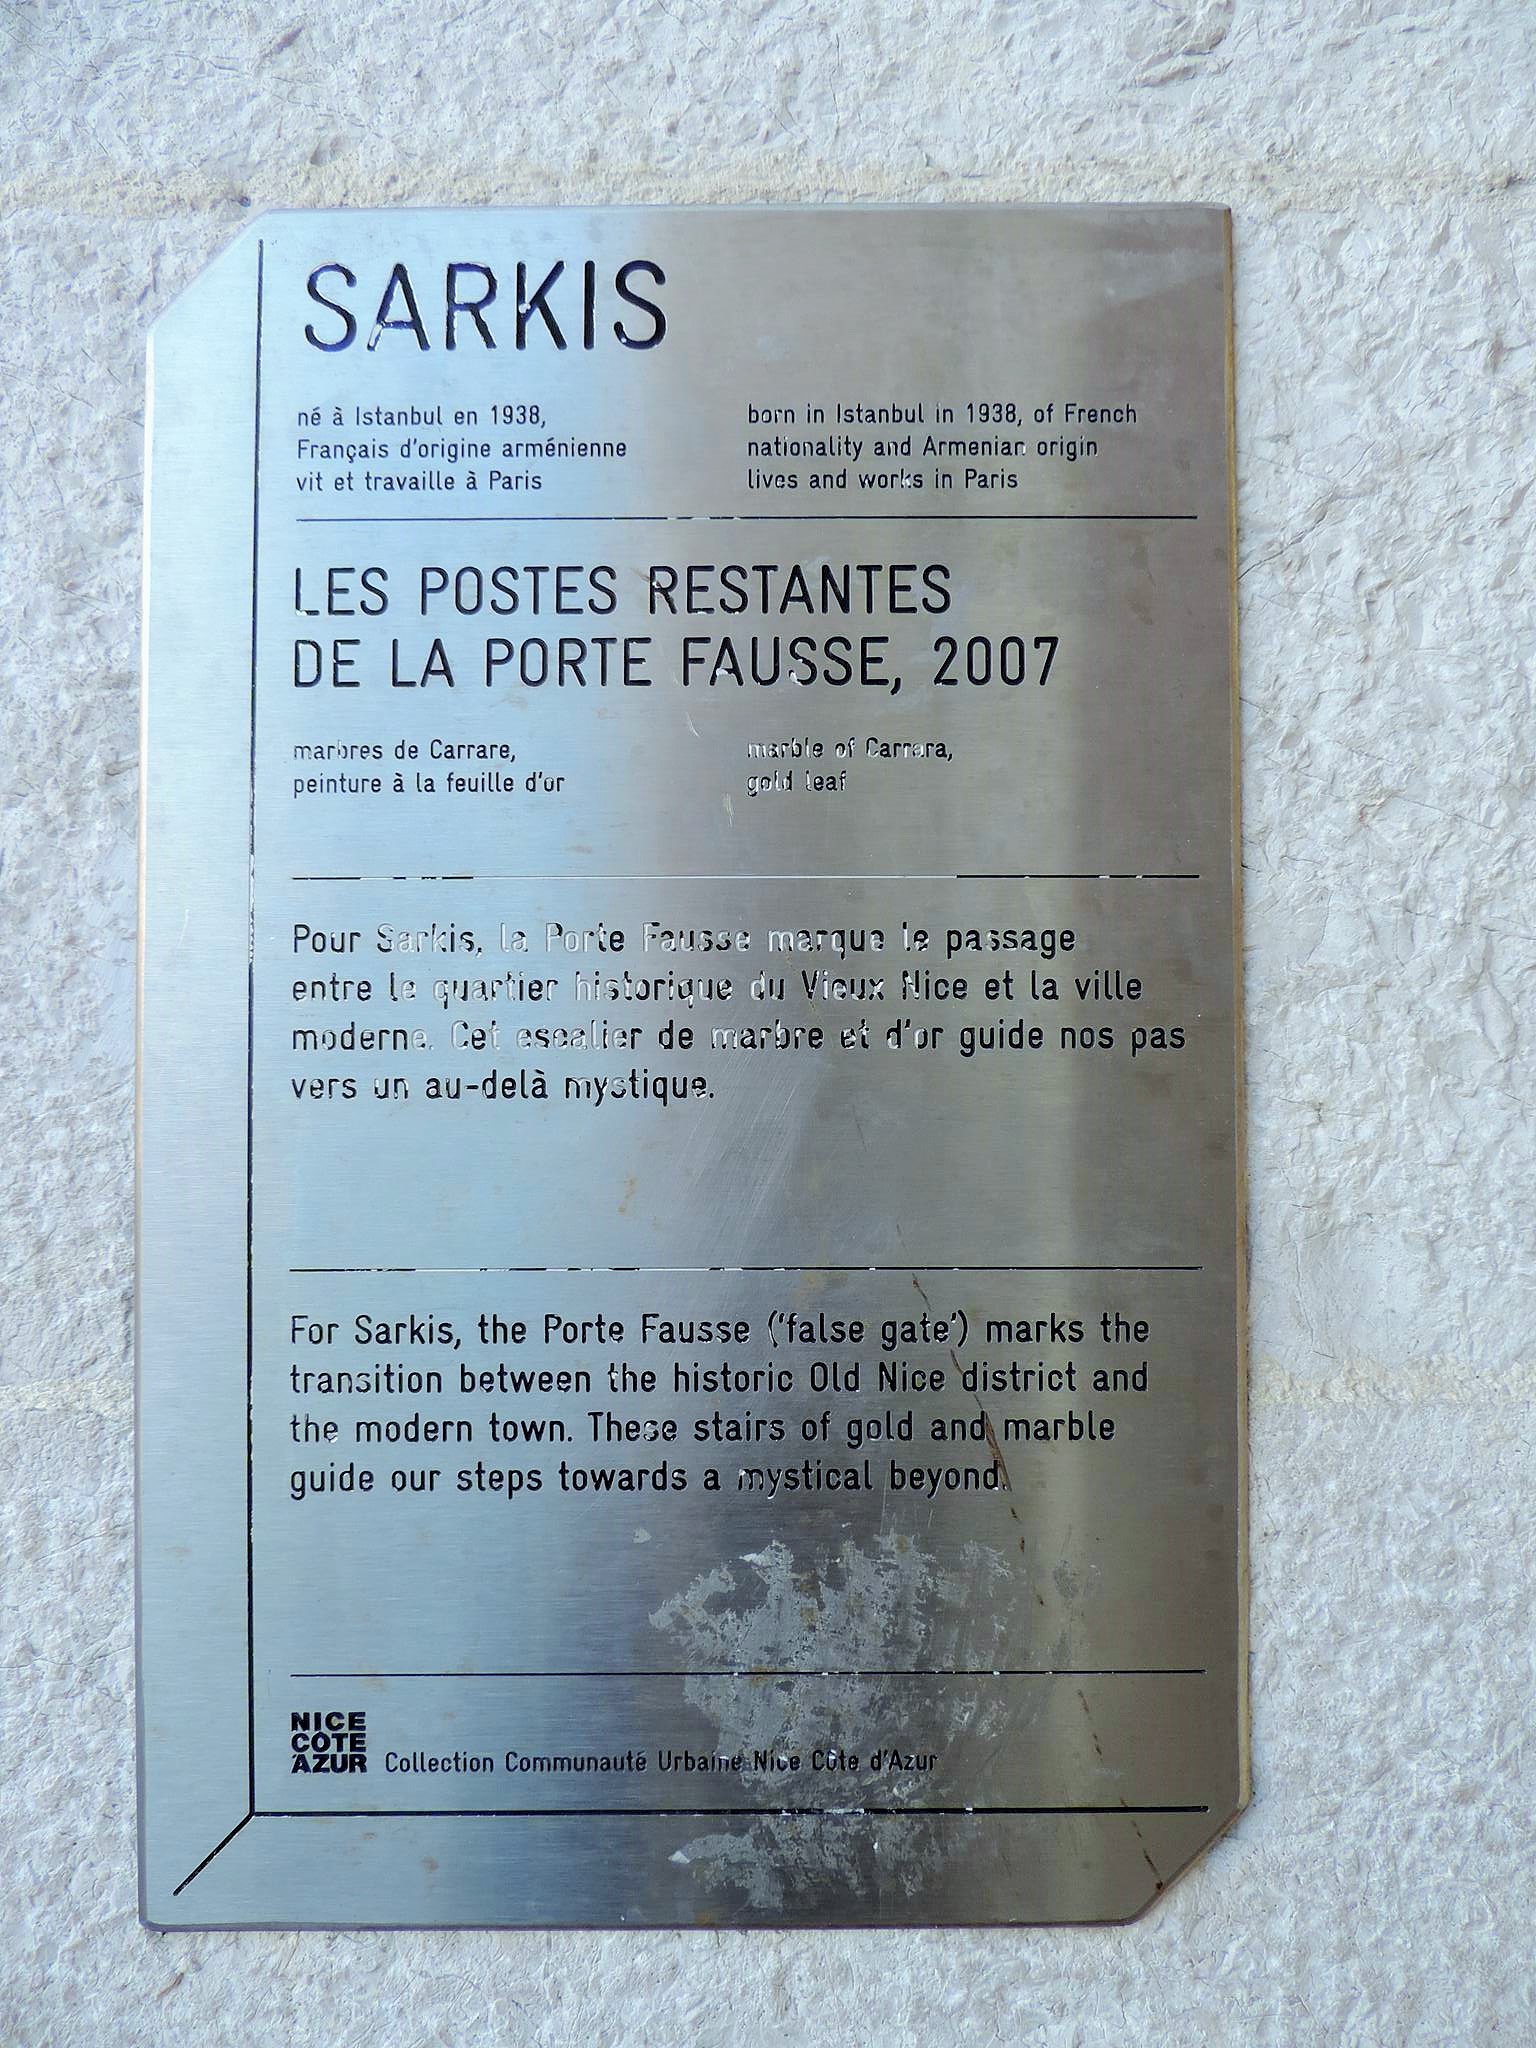 SARKIS
né à Istanbul en 1938,
Français d'origine arménienne
vit et travaille à Paris
born in Istanbul in 1938, of French
nationality and Armenian origin
lives and works in Paris
LES POSTES RESTANTES
DE LA PORTE FAUSSE, 2007
marbres de Carrare,
peinture à la feuille d'or
marble of Carrara,
gold leaf
Pour Sarkis, la Porte Fausse marque le passage
entre le quartier historique du Vieux Nice et la ville
moderne. Cet escalier de marbre et d'or guide nos pas
vers un au-delà mystique.
For Sarkis, the Porte Fausse ('false gate') marks the
transition between the historic Old Nice district and
the modern town. These stairs of gold and marble
guide our steps towards a mystical beyond.
NICE
CÔTE
AZUR
Collection Communauté Urbaine Nice Côte d'Azur